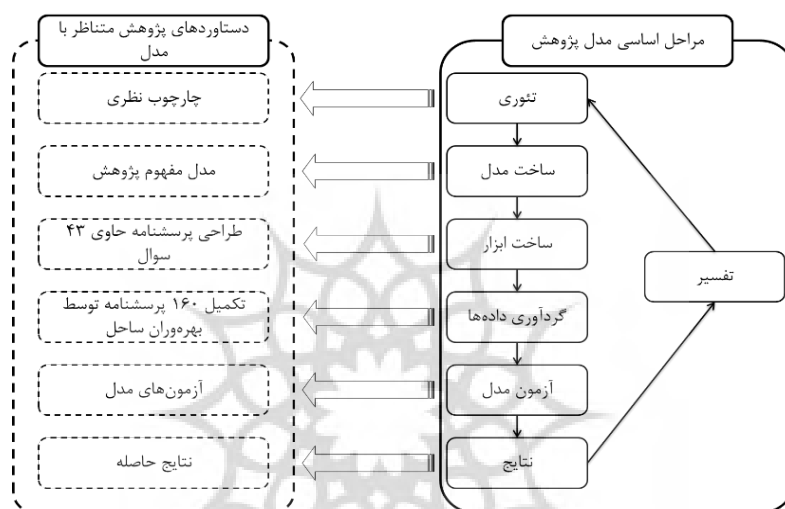 مراحل اساسی مدل پژوهش
دستاوردهای پژوهش متناظر با
مدل
تئوری
چارچوب نظری
ساخت مدل
مدل مفهوم پژوهش
ساخت ابزار
طراحی پرسشنامه حاوی ۴۳
سوال
تفسیر
گردآوری داده‌ها
تکمیل ۱۶۰ پرسشنامه توسط
بهره‌وران ساحل
آزمون مدل
آزمون‌های مدل
نتایج
نتایج حاصله